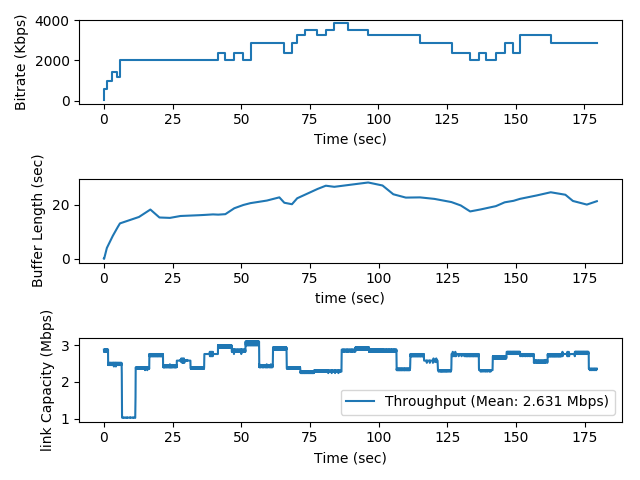 4000
2000
0
Bitrate (Kbps)
0 25 50 75 100 125 150 175
Time (sec)
20
0
Buffer Length (sec)
0 25 50 75 100 125 150 175
time (sec)
3
2
1
link Capacity (Mbps)
Throughput (Mean: 2.631 Mbps)
0 25 50 75 100 125 150 175
Time (sec)